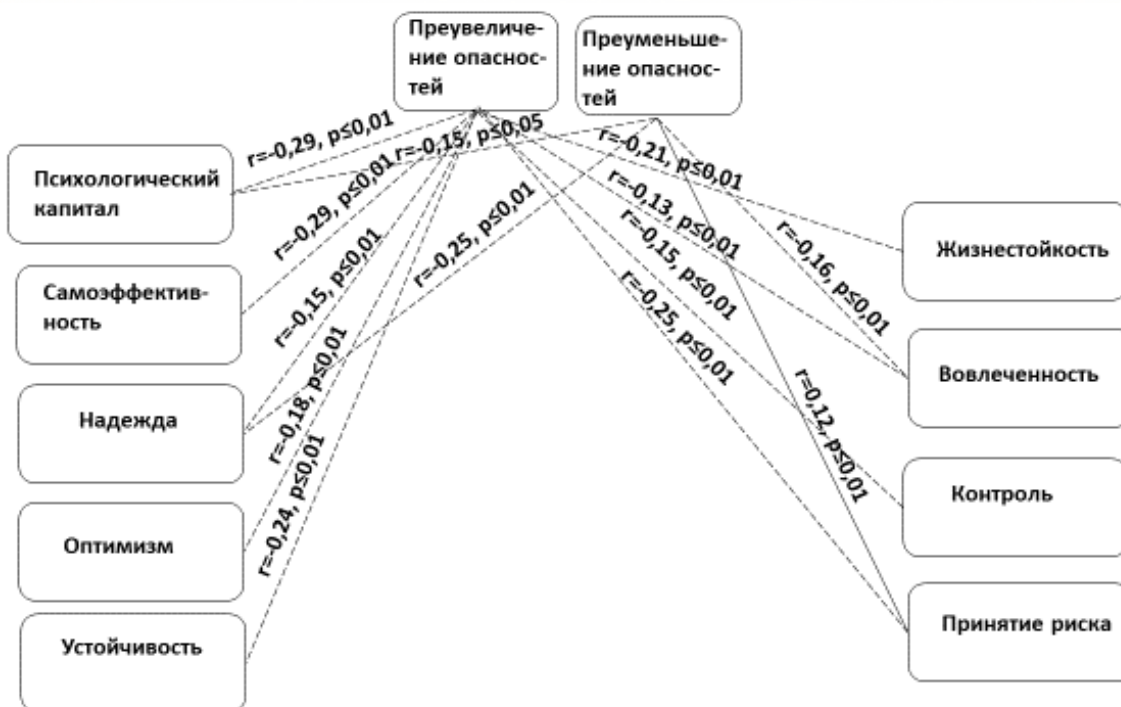 Преувеличе-
ние опаснос-
тей
Преуменьше-
ние опаснос-
тей
r=-0,29, p≤0,01
r=-0,15, p≤0,05
r=-0,21, p≤0,01
Психологический
капитал
r=-0,29, p≤0,01
r=-0,25, p≤0,01
r=-0,13, p≤0,01
r=-0,16, p≤0,01
Жизнестойкость
Самоэффектив-
ность
r=-0,15, p≤0,01
r=-0,15, p≤0,01
r=-0,25, p≤0,01
Вовлеченность
Надежда
r=-0,18, p≤0,01
r=0,12, p≤0,01
Контроль
Оптимизм
r=-0,24, p≤0,01
Принятие риска
Устойчивость